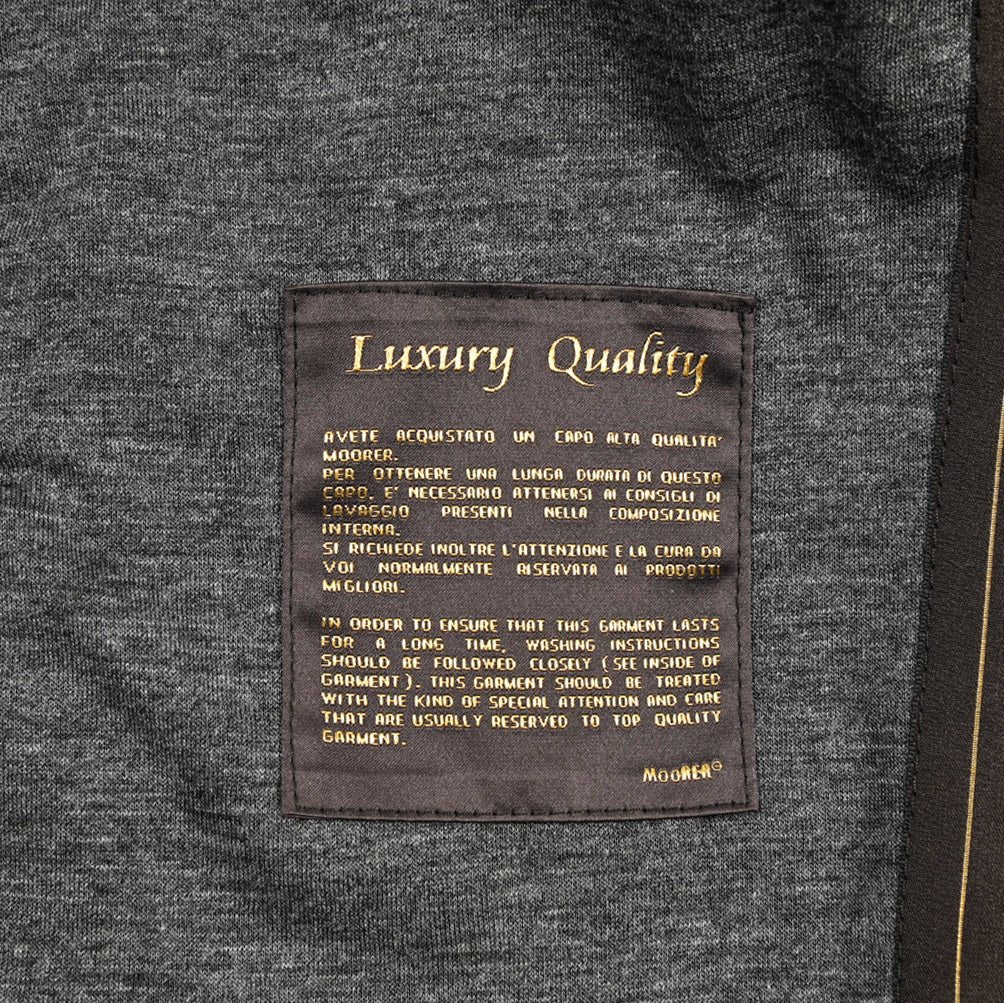 Luxury Quality
AVETE ACQUISTATO UN CAPO ALTA QUALITA'
MOORER.
PER OTTENERE UNA LUNGA DURATA DI QUESTO
CAPO, E' NECESSARIO ATTENERSI AI CONSIGLI DI
LAVAGGIO PRESENTI NELLA COMPOSIZIONE
INTERNA.
SI RICHIEDE INOLTRE L'ATTENZIONE E LA CURA DA
VOI NORMALMENTE RISERVATA AI PRODOTTI
MIGLIORI.
IN ORDER TO ENSURE THAT THIS GARMENT LASTS
FOR A LONG TIME, WASHING INSTRUCTIONS
SHOULD BE FOLLOWED CLOSELY (SEE INSIDE OF
GARMENT). THIS GARMENT SHOULD BE TREATED
WITH THE KIND OF SPECIAL ATTENTION AND CARE
THAT ARE USUALLY RESERVED TO TOP QUALITY
GARMENT.
MOORER©